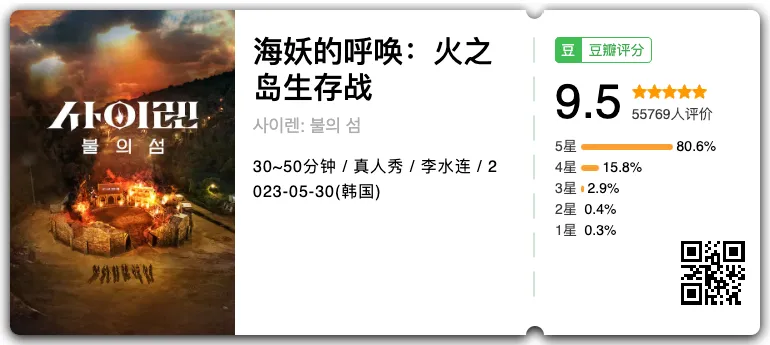 사이렌
불의섬
海妖的呼唤：火之
岛生存战
사이렌: 불의 섬
30~50分钟 / 真人秀 / 李水连 / 2
023-05-30(韩国)
豆 豆瓣评分
9.5
55769人评价
5星 80.6%
4星 15.8%
3星 2.9%
2星 0.4%
1星 0.3%